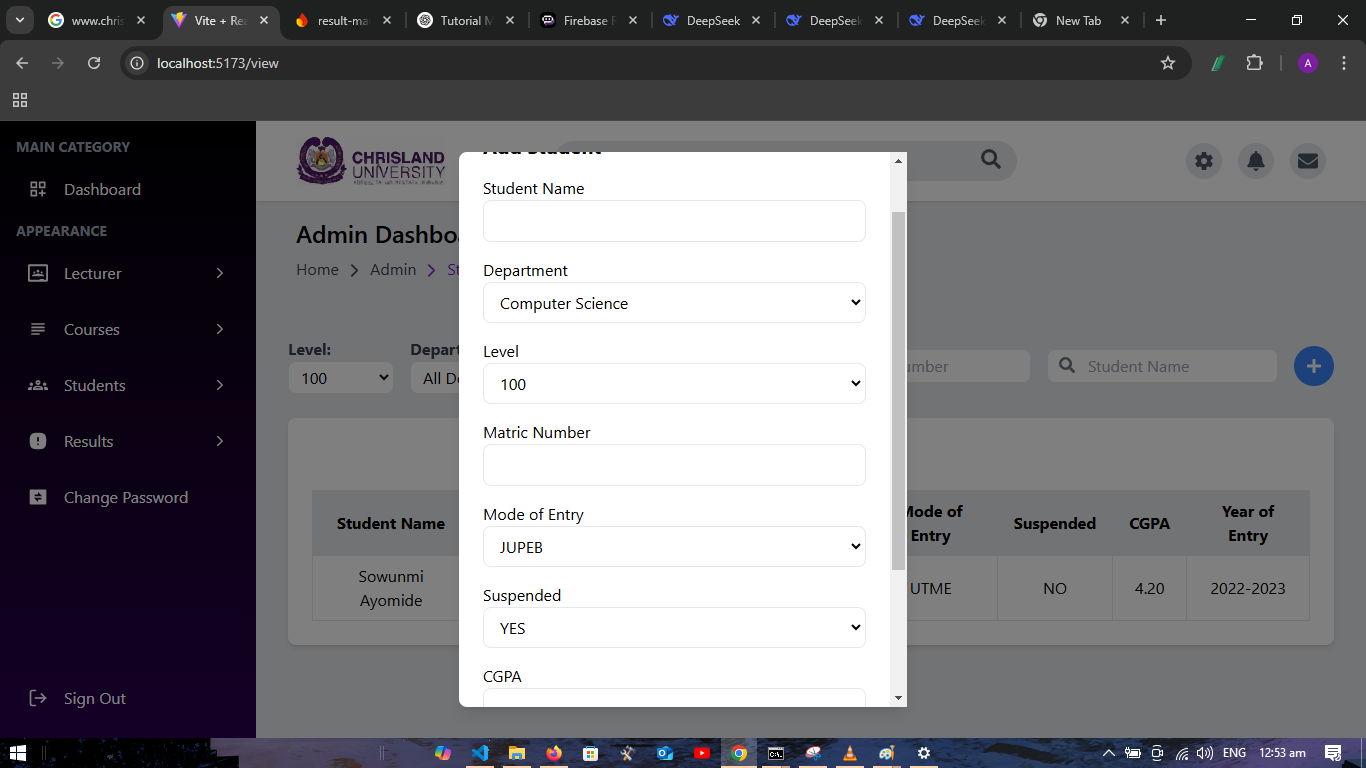 www.chris
Vite + Rea
result-ma
Tutorial M
Firebase R
DeepSeek
DeepSeek
DeepSeek
New Tab
localhost:5173/view
A
MAIN CATEGORY
Dashboard
APPEARANCE
Lecturer
Courses
Students
Results
Change Password
Sign Out
CHRISLAND
UNIVERSITY
Admin Dashboa
Home Admin St
Level:
100
Depart
All De
umber
Student Name
Add Student
Student Name
Department
Computer Science
Level
100
Matric Number
Mode of Entry
JUPEB
Suspended
YES
CGPA
Student Name Mode of Entry Suspended CGPA Year of Entry
Sowunmi
Ayomide
UTME NO 4.20 2022-2023
ENG 12:53 am